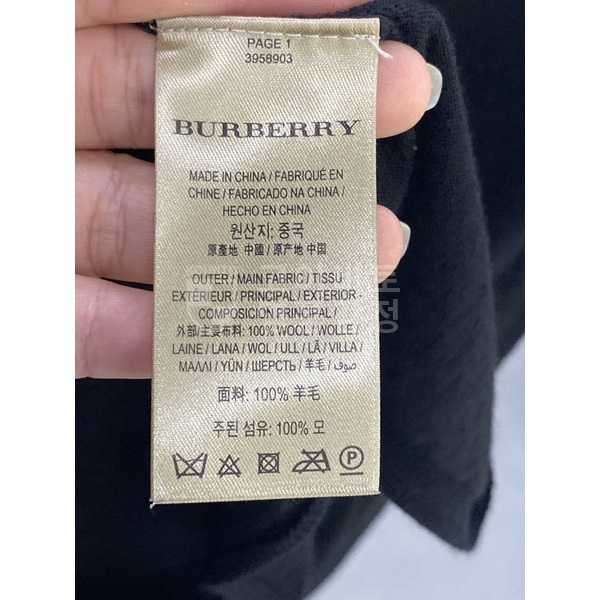 PAGE 1
3958903
BURBERRY
MADE IN CHINA / FABRIQUÉ EN
CHINE / FABRICADO NA CHINA /
HECHO EN CHINA
원산지: 중국
原產地 中國 / 原产地 中国
OUTER / MAIN FABRIC / TISSU
EXTÉRIEUR / PRINCIPAL / EXTERIOR -
COMPOSICIÓN PRINCIPAL /
外部/主要布料: 100% WOOL / WOLLE /
LAINE / LANA / WOL / ULL / LÃ / VILLA /
ΜΑΛΛΙ / YÜN / ШЕРСТЬ / 羊毛 / صوف /
面料: 100% 羊毛
주된 섬유: 100% 모
P